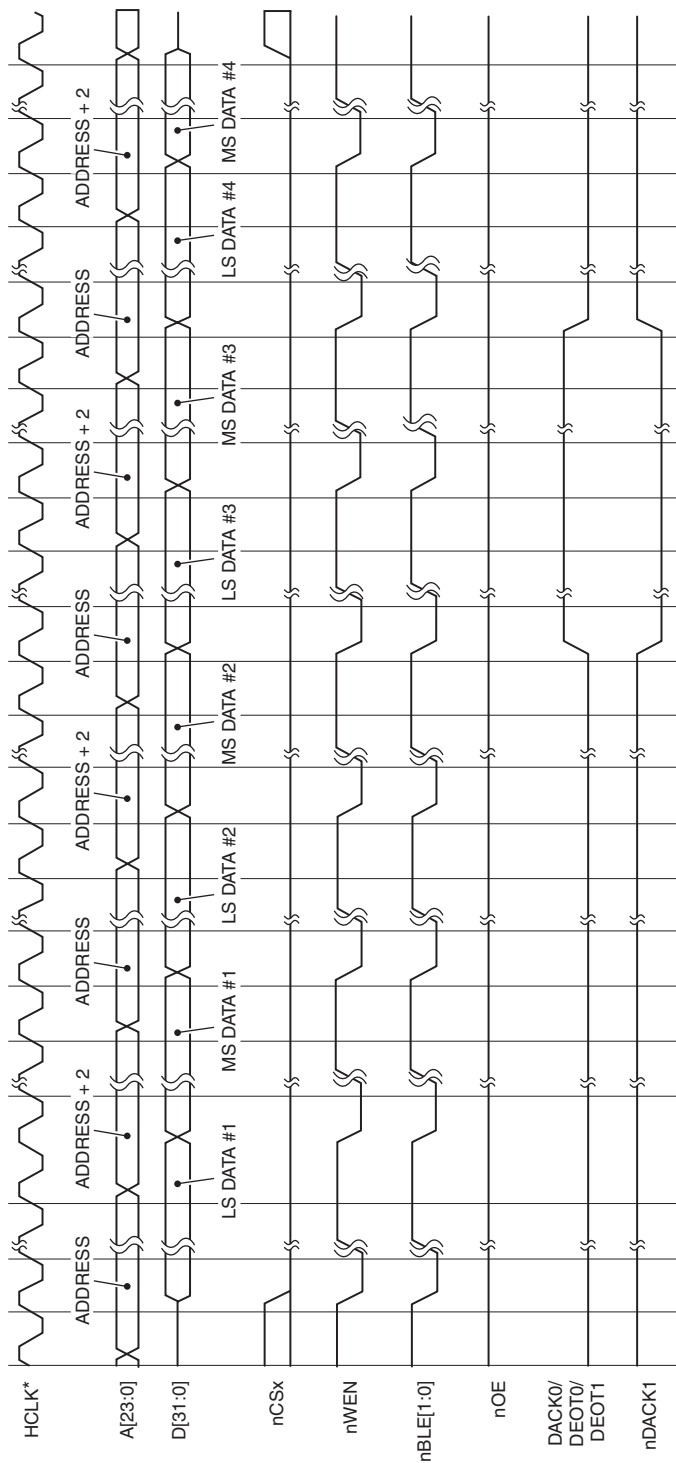 HCLK*
ADDRESS
ADDRESS + 2
ADDRESS
ADDRESS + 2
ADDRESS
ADDRESS + 2
ADDRESS
ADDRESS + 2
A[23:0]
D[31:0]
LS DATA #1
MS DATA #1
LS DATA #2
MS DATA #2
LS DATA #3
MS DATA #3
LS DATA #4
MS DATA #4
nCSx
nWEN
nBLE[1:0]
nOE
DACK0/
DEOT0/
DEOT1
nDACK1